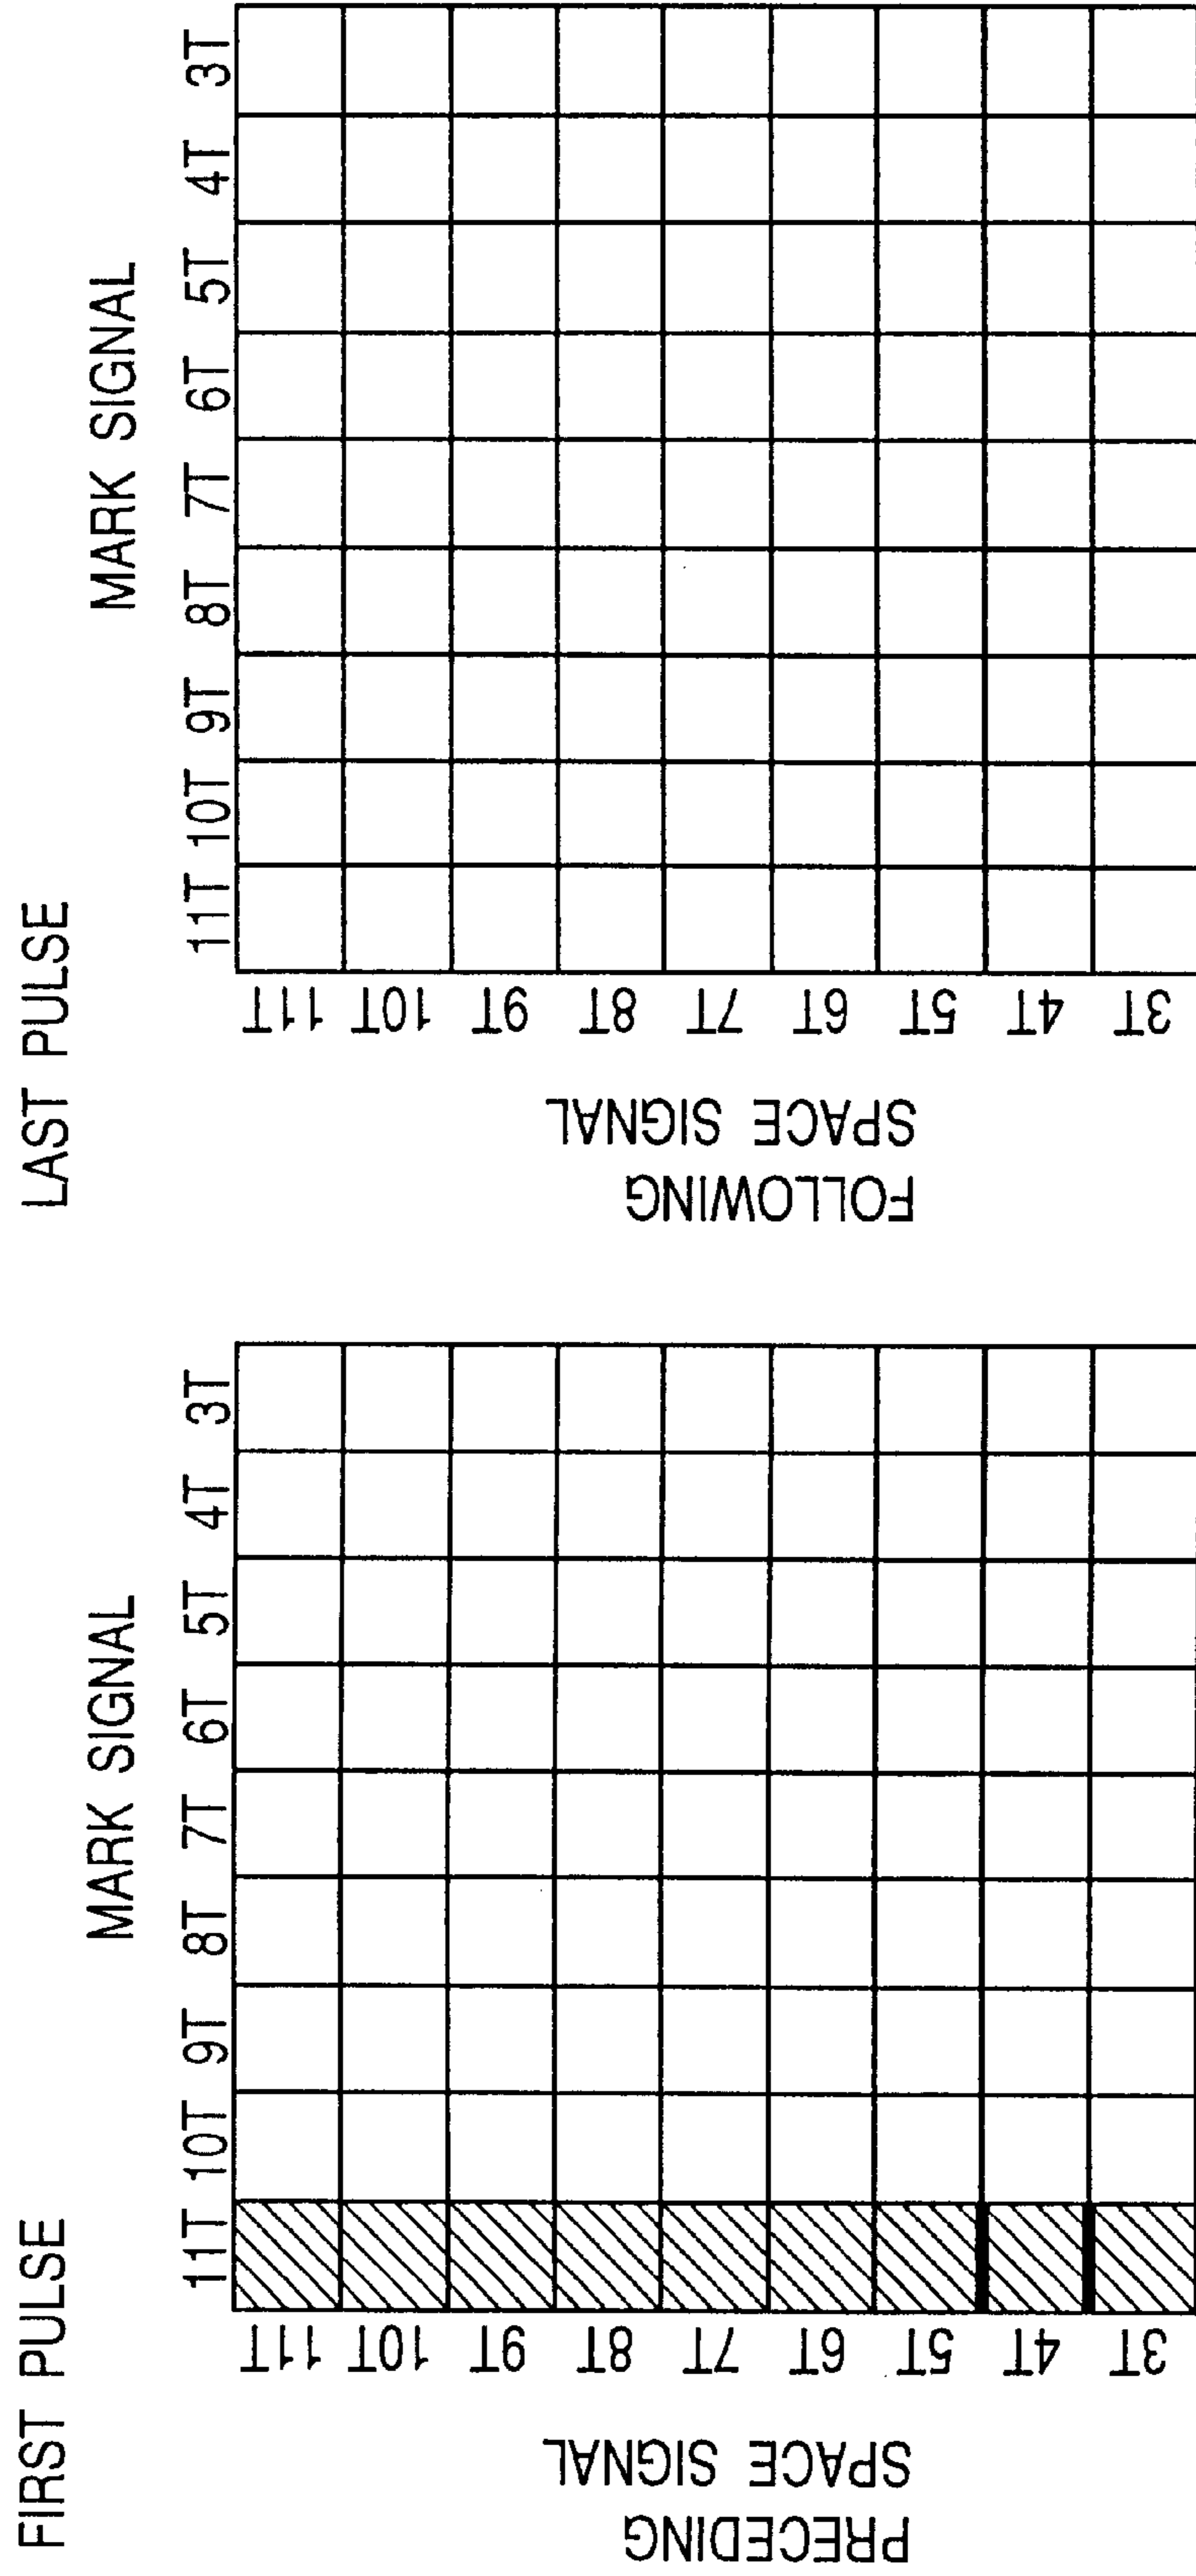 FIRST PULSE
MARK SIGNAL
11T 10T 9T 8T 7T 6T 5T 4T 3T
PRECEDING
SPACE SIGNAL
11T
10T
9T
8T
7T
6T
5T
4T
3T
LAST PULSE
MARK SIGNAL
11T 10T 9T 8T 7T 6T 5T 4T 3T
FOLLOWING
SPACE SIGNAL
11T
10T
9T
8T
7T
6T
5T
4T
3T